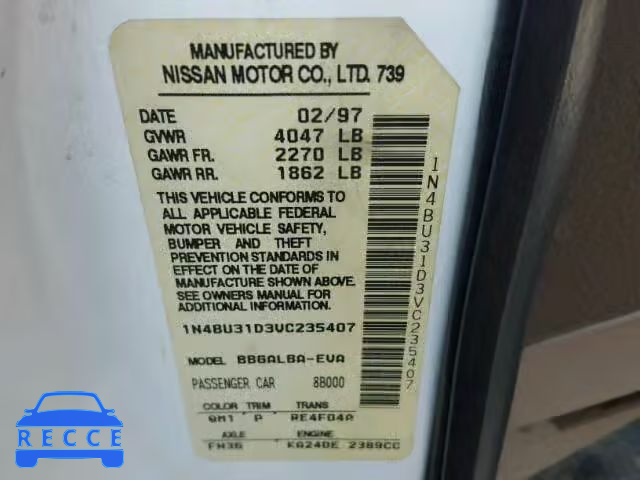 MANUFACTURED BY
NISSAN MOTOR CO., LTD. 739
DATE 02/97
GVWR 4047 LB
GAWR FR. 2270 LB
GAWR RR. 1862 LB
THIS VEHICLE CONFORMS TO
ALL APPLICABLE FEDERAL
MOTOR VEHICLE SAFETY,
BUMPER AND THEFT
PREVENTION STANDARDS IN
EFFECT ON THE DATE OF
MANUFACTURE SHOWN ABOVE.
SEE OWNERS MANUAL FOR
ADDITIONAL INFORMATION
1N4BU31D3VC235407
MODEL BBGALBA-EVA
PASSENGER CAR 8B000
COLOR TRIM TRANS
QM1 P RE4F04A
AXLE ENGINE
FN36 KA24DE 2389CC
1N4BU31D3VC235407
RECCE